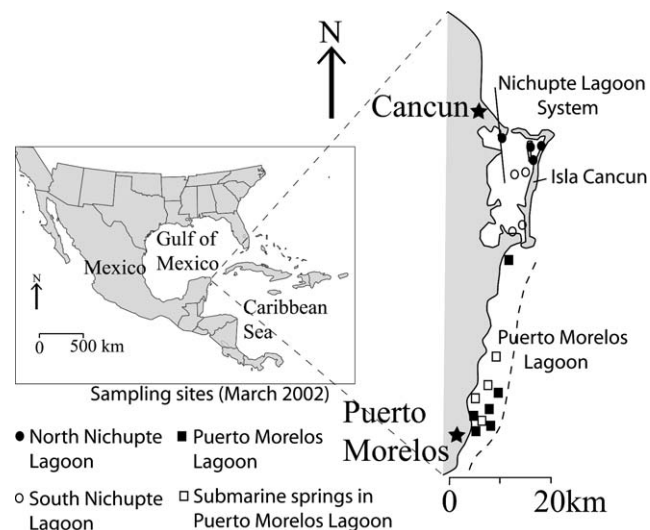 N
Cancun
Nichupte Lagoon
System
Isla Cancun
Gulf of
Mexico
Mexico
Caribbean
Sea
N
0 500 km
Sampling sites (March 2002)
Puerto Morelos
Lagoon
Puerto
Morelos
North Nichupte
Lagoon
Puerto Morelos
Lagoon
South Nichupte
Lagoon
Submarine springs in
Puerto Morelos Lagoon
0 20km